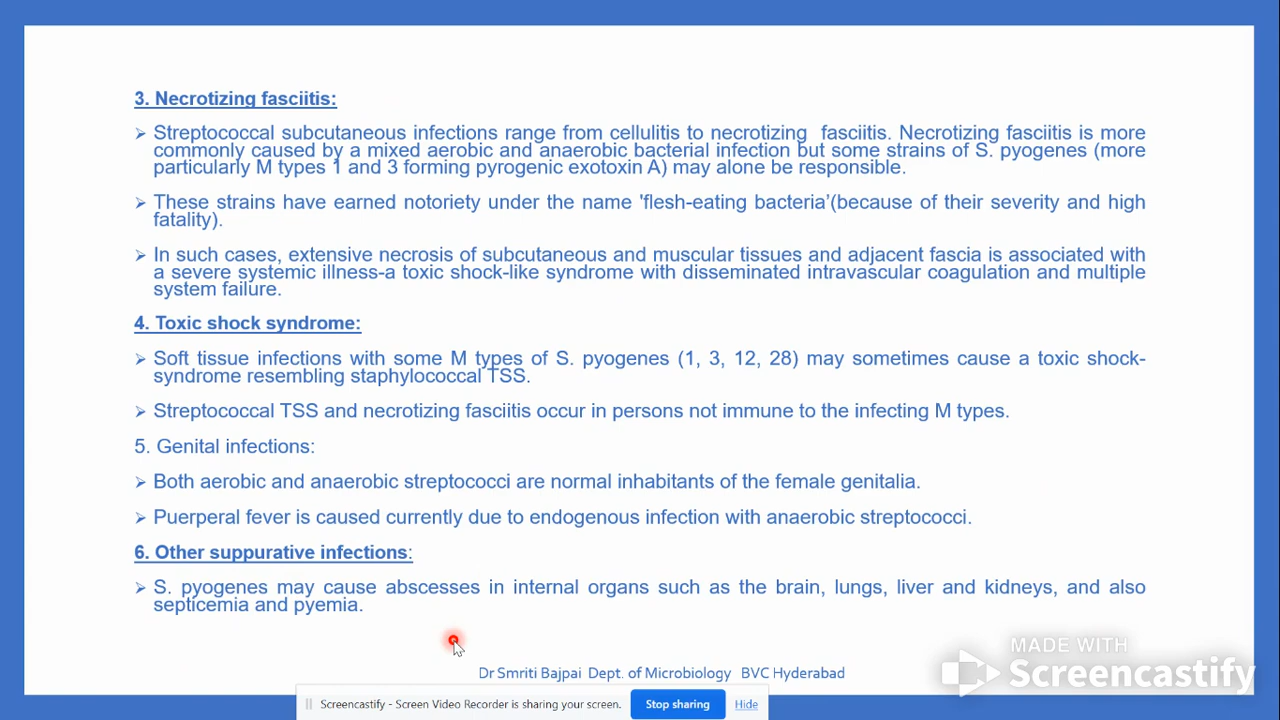 3. Necrotizing fasciitis:
➢ Streptococcal subcutaneous infections range from cellulitis to necrotizing fasciitis. Necrotizing fasciitis is more
commonly caused by a mixed aerobic and anaerobic bacterial infection but some strains of S. pyogenes (more
particularly M types 1 and 3 forming pyrogenic exotoxin A) may alone be responsible.
➢ These strains have earned notoriety under the name 'flesh-eating bacteria'(because of their severity and high
fatality).
➢ In such cases, extensive necrosis of subcutaneous and muscular tissues and adjacent fascia is associated with
a severe systemic illness-a toxic shock-like syndrome with disseminated intravascular coagulation and multiple
system failure.
4. Toxic shock syndrome:
➢ Soft tissue infections with some M types of S. pyogenes (1, 3, 12, 28) may sometimes cause a toxic shock-
syndrome resembling staphylococcal TSS.
➢ Streptococcal TSS and necrotizing fasciitis occur in persons not immune to the infecting M types.
5. Genital infections:
➢ Both aerobic and anaerobic streptococci are normal inhabitants of the female genitalia.
➢ Puerperal fever is caused currently due to endogenous infection with anaerobic streptococci.
6. Other suppurative infections:
➢ S. pyogenes may cause abscesses in internal organs such as the brain, lungs, liver and kidneys, and also
septicemia and pyemia.
Dr Smriti Bajpai Dept. of Microbiology BVC Hyderabad
MADE WITH
Screencastify
Screencastify - Screen Video Recorder is sharing your screen. Stop sharing Hide